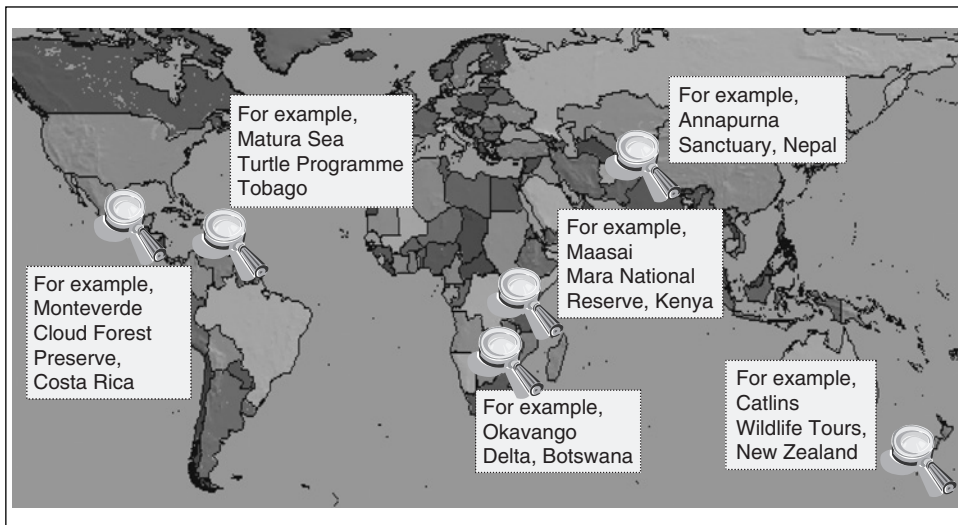 For example,
Matura Sea
Turtle Programme
Tobago
For example,
Annapurna
Sanctuary, Nepal
For example,
Monteverde
Cloud Forest
Preserve,
Costa Rica
For example,
Maasai
Mara National
Reserve, Kenya
For example,
Okavango
Delta, Botswana
For example,
Catlins
Wildlife Tours,
New Zealand